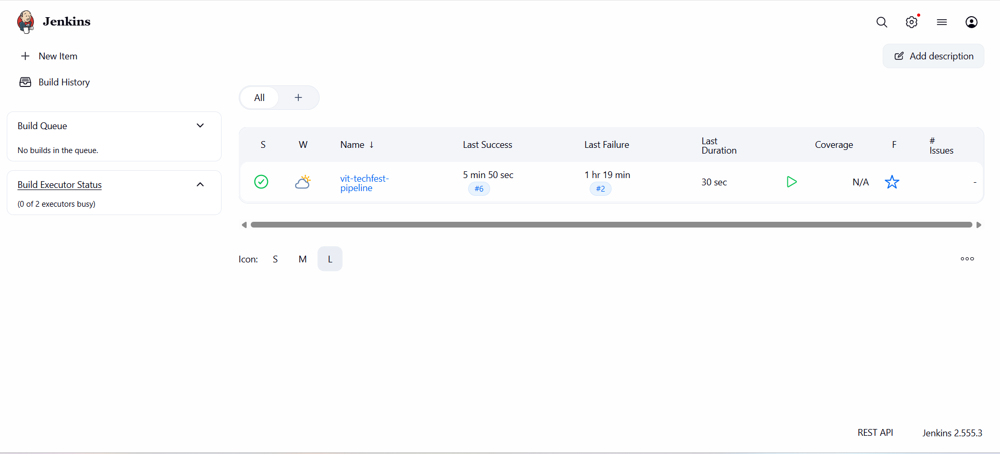 Jenkins
New Item
Add description
Build History
All
Build Queue
No builds in the queue.
Build Executor Status
(0 of 2 executors busy)
S W Name ↓ Last Success Last Failure Last Duration Coverage F # Issues
vit-techfest-pipeline 5 min 50 sec #6 1 hr 19 min #2 30 sec N/A -
Icon: S M L
REST API Jenkins 2.555.3